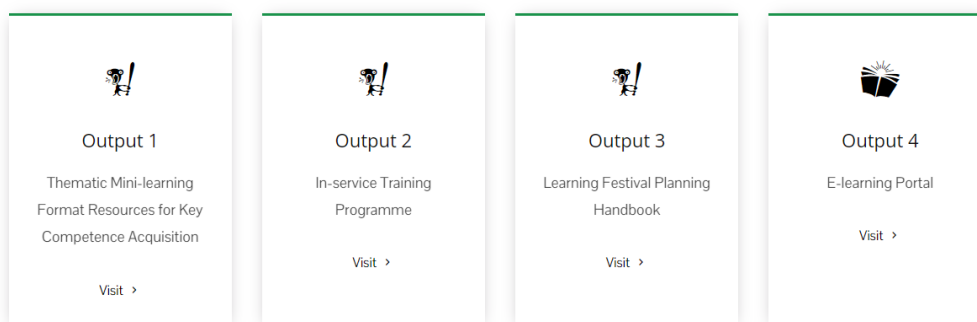 Output 1
Thematic Mini-learning
Format Resources for Key
Competence Acquisition
Visit >
Output 2
In-service Training
Programme
Visit >
Output 3
Learning Festival Planning
Handbook
Visit >
Output 4
E-learning Portal
Visit >